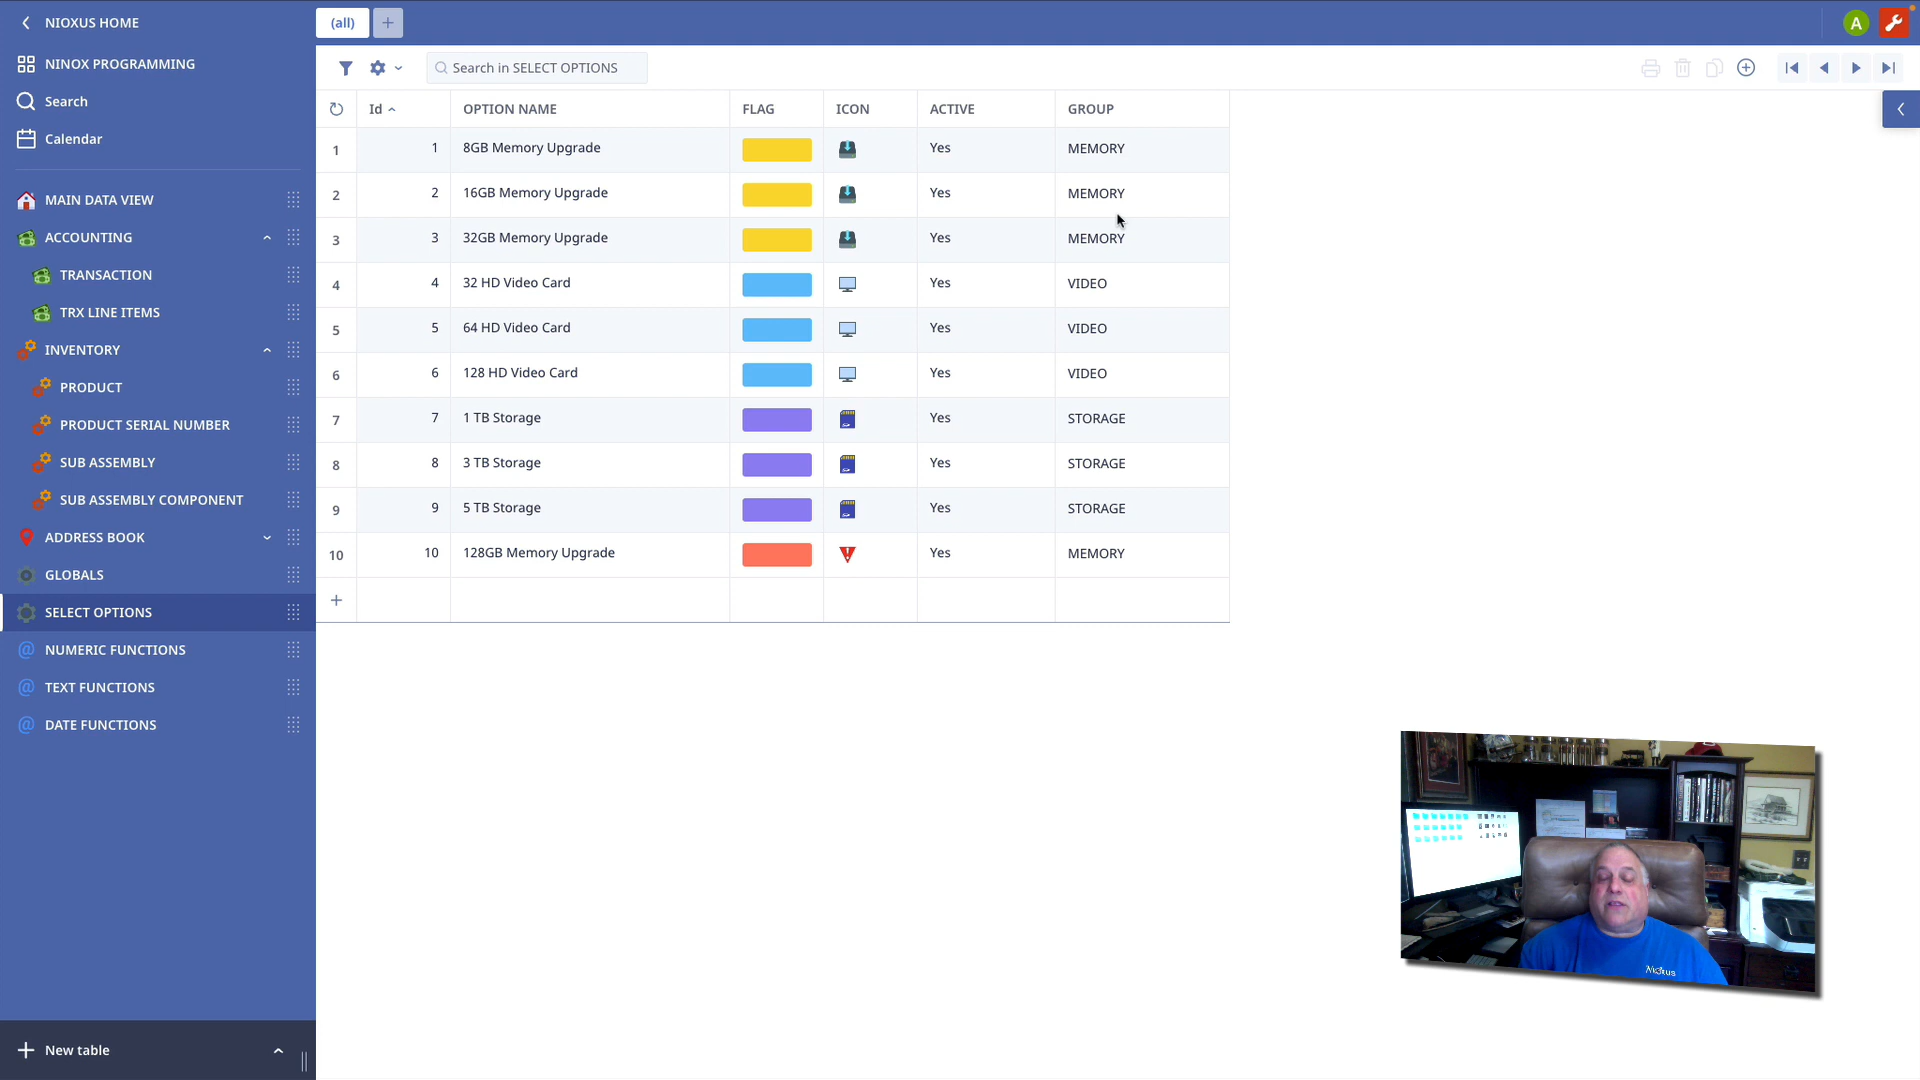 NIOXUS HOME
(all)
A
NINOX PROGRAMMING
Search
Calendar
Search in SELECT OPTIONS
MAIN DATA VIEW
ACCOUNTING
TRANSACTION
TRX LINE ITEMS
INVENTORY
PRODUCT
PRODUCT SERIAL NUMBER
SUB ASSEMBLY
SUB ASSEMBLY COMPONENT
ADDRESS BOOK
GLOBALS
SELECT OPTIONS
@ NUMERIC FUNCTIONS
@ TEXT FUNCTIONS
@ DATE FUNCTIONS
New table
Id OPTION NAME FLAG ICON ACTIVE GROUP
1 1 8GB Memory Upgrade Yes MEMORY
2 2 16GB Memory Upgrade Yes MEMORY
3 3 32GB Memory Upgrade Yes MEMORY
4 4 32 HD Video Card Yes VIDEO
5 5 64 HD Video Card Yes VIDEO
6 6 128 HD Video Card Yes VIDEO
7 7 1 TB Storage Yes STORAGE
8 8 3 TB Storage Yes STORAGE
9 9 5 TB Storage Yes STORAGE
10 10 128GB Memory Upgrade Yes MEMORY